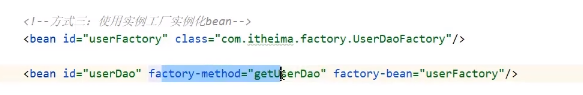 <!--方式三：使用实例工厂实例化bean-->
<bean id="userFactory" class="com.itheima.factory.UserDaoFactory"/>
<bean id="userDao" factory-method="getUserDao" factory-bean="userFactory"/>